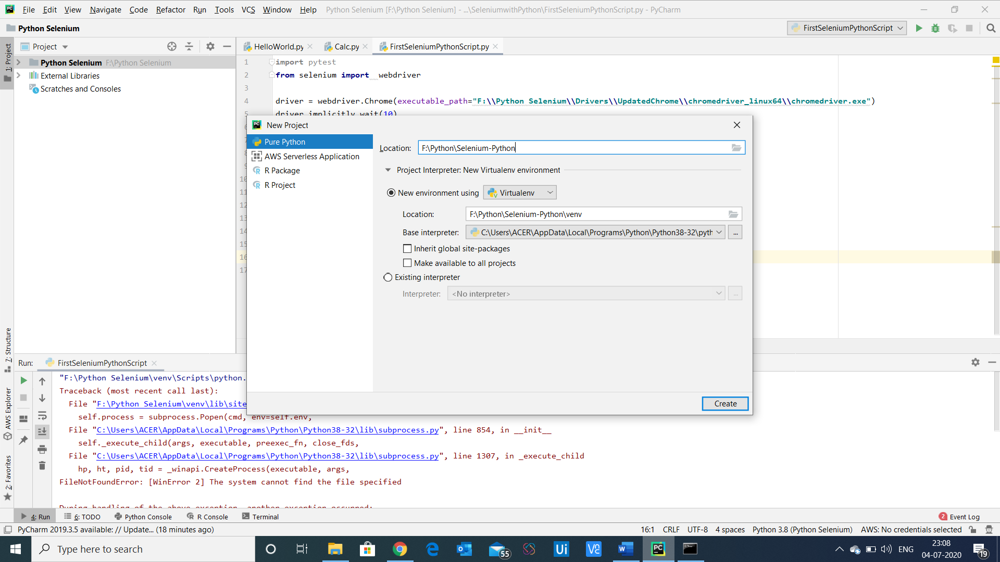 File Edit View Navigate Code Refactor Run Tools VCS Window Help Python Selenium [F:\Python Selenium] - ...\SeleniumwithPython\FirstSeleniumPythonScript.py - PyCharm
Python Selenium
FirstSeleniumPythonScript
Project
HelloWorld.py Calc.py FirstSeleniumPythonScript.py
1: Project
Python Selenium F:\Python Selenium
External Libraries
Scratches and Consoles
1 import pytest
2 from selenium import webdriver
3
4 driver = webdriver.Chrome(executable_path="F:\\Python Selenium\\Drivers\\UpdatedChrome\\chromedriver_linux64\\chromedriver.exe")
5 driver.implicitly_wait(10)
10
11
12
13
14
15
16
17
New Project
Pure Python
AWS Serverless Application
R Package
R Project
Location: F:\Python\Selenium-Python
Project Interpreter: New Virtualenv environment
New environment using Virtualenv
Location: F:\Python\Selenium-Python\venv
Base interpreter: C:\Users\ACER\AppData\Local\Programs\Python\Python38-32\pyth
...
Inherit global site-packages
Make available to all projects
Existing interpreter
Interpreter: <No interpreter>
...
Create
7: Structure
AWS Explorer
2: Favorites
Run: FirstSeleniumPythonScript
"F:\Python Selenium\venv\Scripts\python.
Traceback (most recent call last):
File "F:\Python Selenium\venv\lib\site
self.process = subprocess.Popen(cmd, env=self.env,
File "C:\Users\ACER\AppData\Local\Programs\Python\Python38-32\lib\subprocess.py", line 854, in __init__
self._execute_child(args, executable, preexec_fn, close_fds,
File "C:\Users\ACER\AppData\Local\Programs\Python\Python38-32\lib\subprocess.py", line 1307, in _execute_child
hp, ht, pid, tid = _winapi.CreateProcess(executable, args,
FileNotFoundError: [WinError 2] The system cannot find the file specified
During handling of the above exception, another exception occurred:
4: Run 6: TODO Python Console R Console Terminal 2 Event Log
PyCharm 2019.3.5 available: // Update... (18 minutes ago) 16:1 CRLF UTF-8 4 spaces Python 3.8 (Python Selenium) AWS: No credentials selected
Type here to search
55
Ui
PC
ENG
23:08
04-07-2020
19